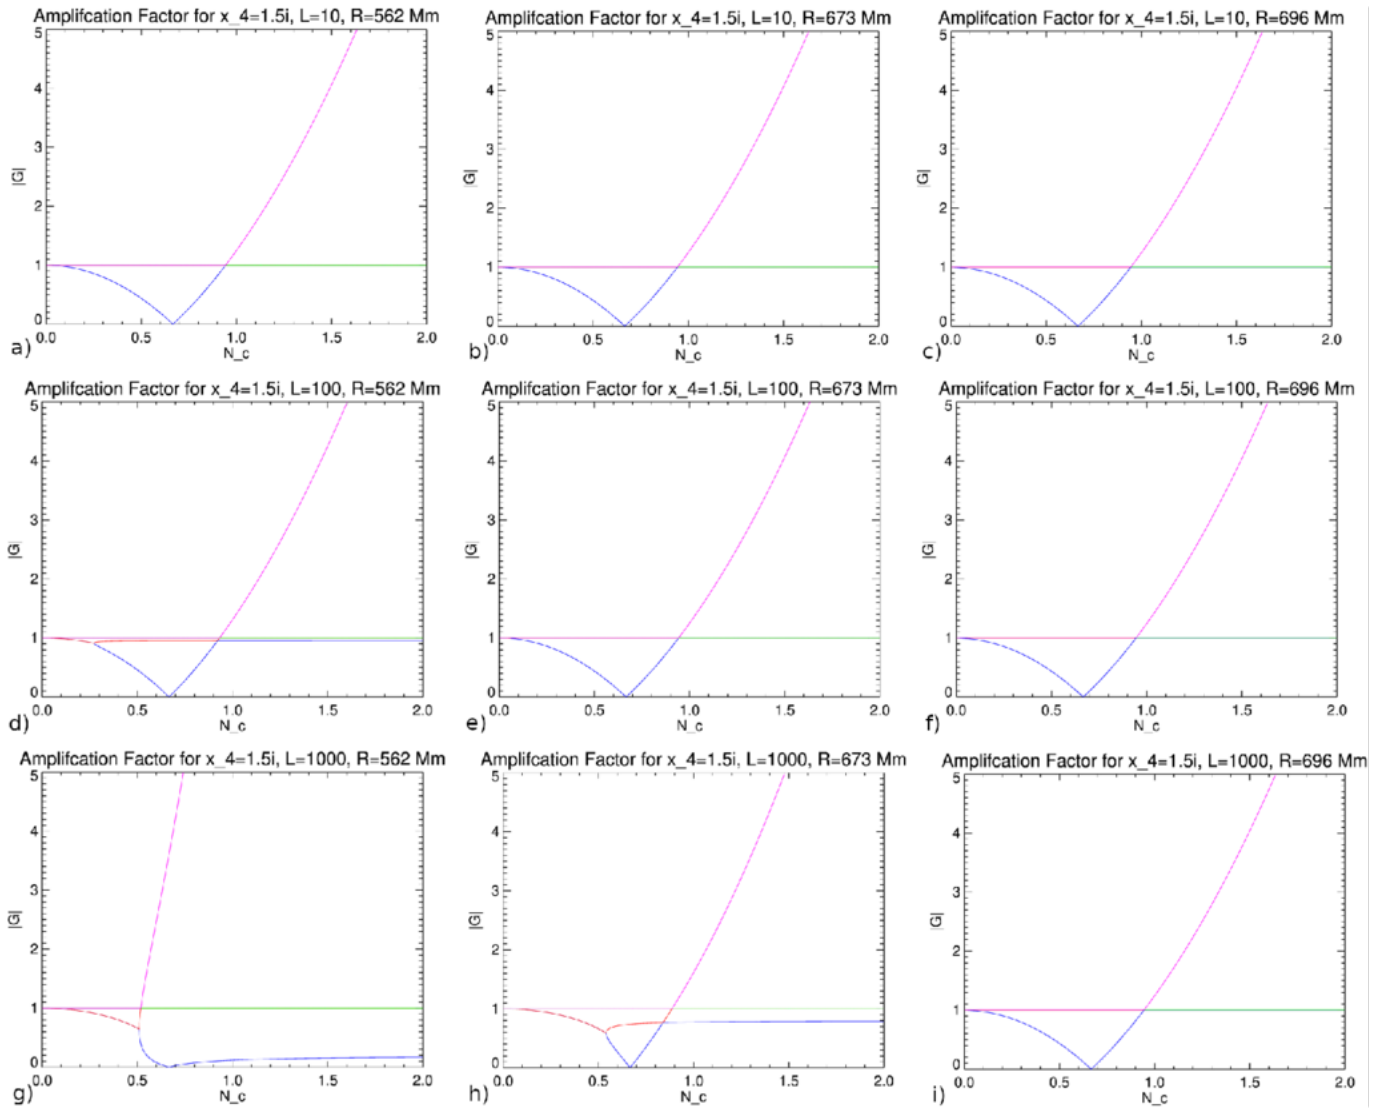 Amplifcation Factor for x_4=1.5i, L=10, R=562 Mm
5
4
3
|G|
2
1
0
0.0 0.5 1.0 1.5 2.0
a) N_c
Amplifcation Factor for x_4=1.5i, L=10, R=673 Mm
5
4
3
|G|
2
1
0
0.0 0.5 1.0 1.5 2.0
b) N_c
Amplifcation Factor for x_4=1.5i, L=10, R=696 Mm
5
4
3
|G|
2
1
0
0.0 0.5 1.0 1.5 2.0
c) N_c
Amplifcation Factor for x_4=1.5i, L=100, R=562 Mm
5
4
3
|G|
2
1
0
0.0 0.5 1.0 1.5 2.0
d) N_c
Amplifcation Factor for x_4=1.5i, L=100, R=673 Mm
5
4
3
|G|
2
1
0
0.0 0.5 1.0 1.5 2.0
e) N_c
Amplifcation Factor for x_4=1.5i, L=100, R=696 Mm
5
4
3
|G|
2
1
0
0.0 0.5 1.0 1.5 2.0
f) N_c
Amplifcation Factor for x_4=1.5i, L=1000, R=562 Mm
5
4
3
|G|
2
1
0
0.0 0.5 1.0 1.5 2.0
g) N_c
Amplifcation Factor for x_4=1.5i, L=1000, R=673 Mm
5
4
3
|G|
2
1
0
0.0 0.5 1.0 1.5 2.0
h) N_c
Amplifcation Factor for x_4=1.5i, L=1000, R=696 Mm
5
4
3
|G|
2
1
0
0.0 0.5 1.0 1.5 2.0
i) N_c